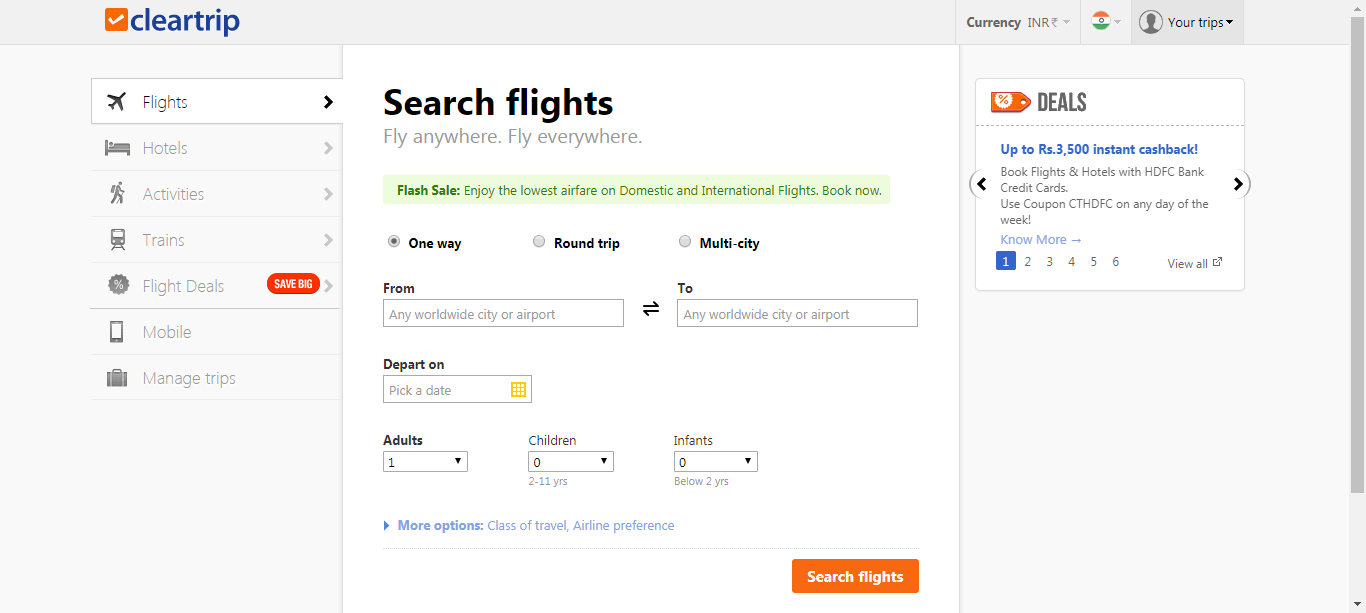 cleartrip
Currency INR ₹
Your trips
Flights
Hotels
Activities
Trains
Flight Deals SAVE BIG
Mobile
Manage trips
Search flights
Fly anywhere. Fly everywhere.
Flash Sale: Enjoy the lowest airfare on Domestic and International Flights. Book now.
One way Round trip Multi-city
From To
Any worldwide city or airport Any worldwide city or airport
Depart on
Pick a date
Adults Children Infants
1 0 0
2-11 yrs Below 2 yrs
More options: Class of travel, Airline preference
Search flights
% DEALS
Up to Rs.3,500 instant cashback!
Book Flights & Hotels with HDFC Bank
Credit Cards.
Use Coupon CTHDFC on any day of the
week!
Know More →
1 2 3 4 5 6 View all